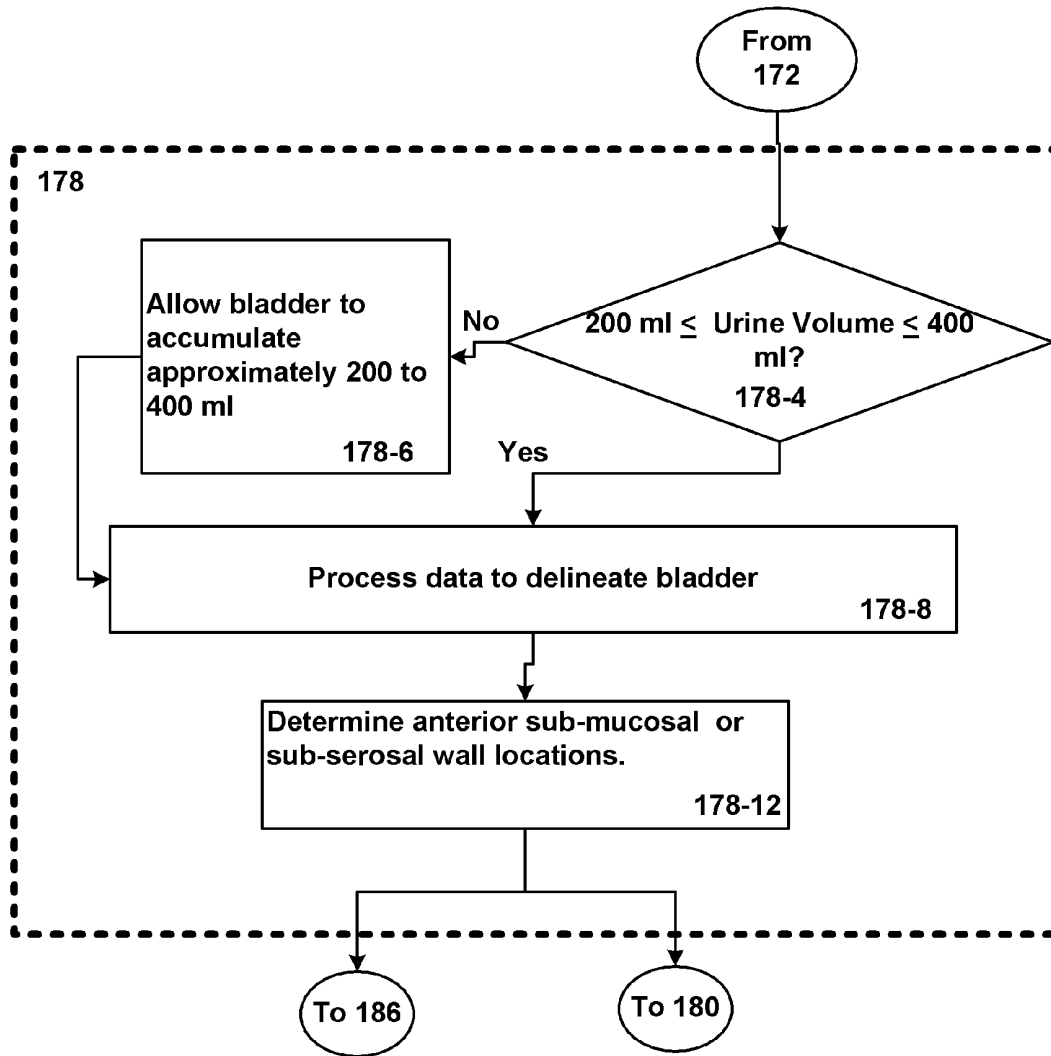 From
172
178
200 ml ≤ Urine Volume ≤ 400
ml?
178-4
No
Allow bladder to
accumulate
approximately 200 to
400 ml
178-6
Yes
Process data to delineate bladder
178-8
Determine anterior sub-mucosal or
sub-serosal wall locations.
178-12
To 186
To 180